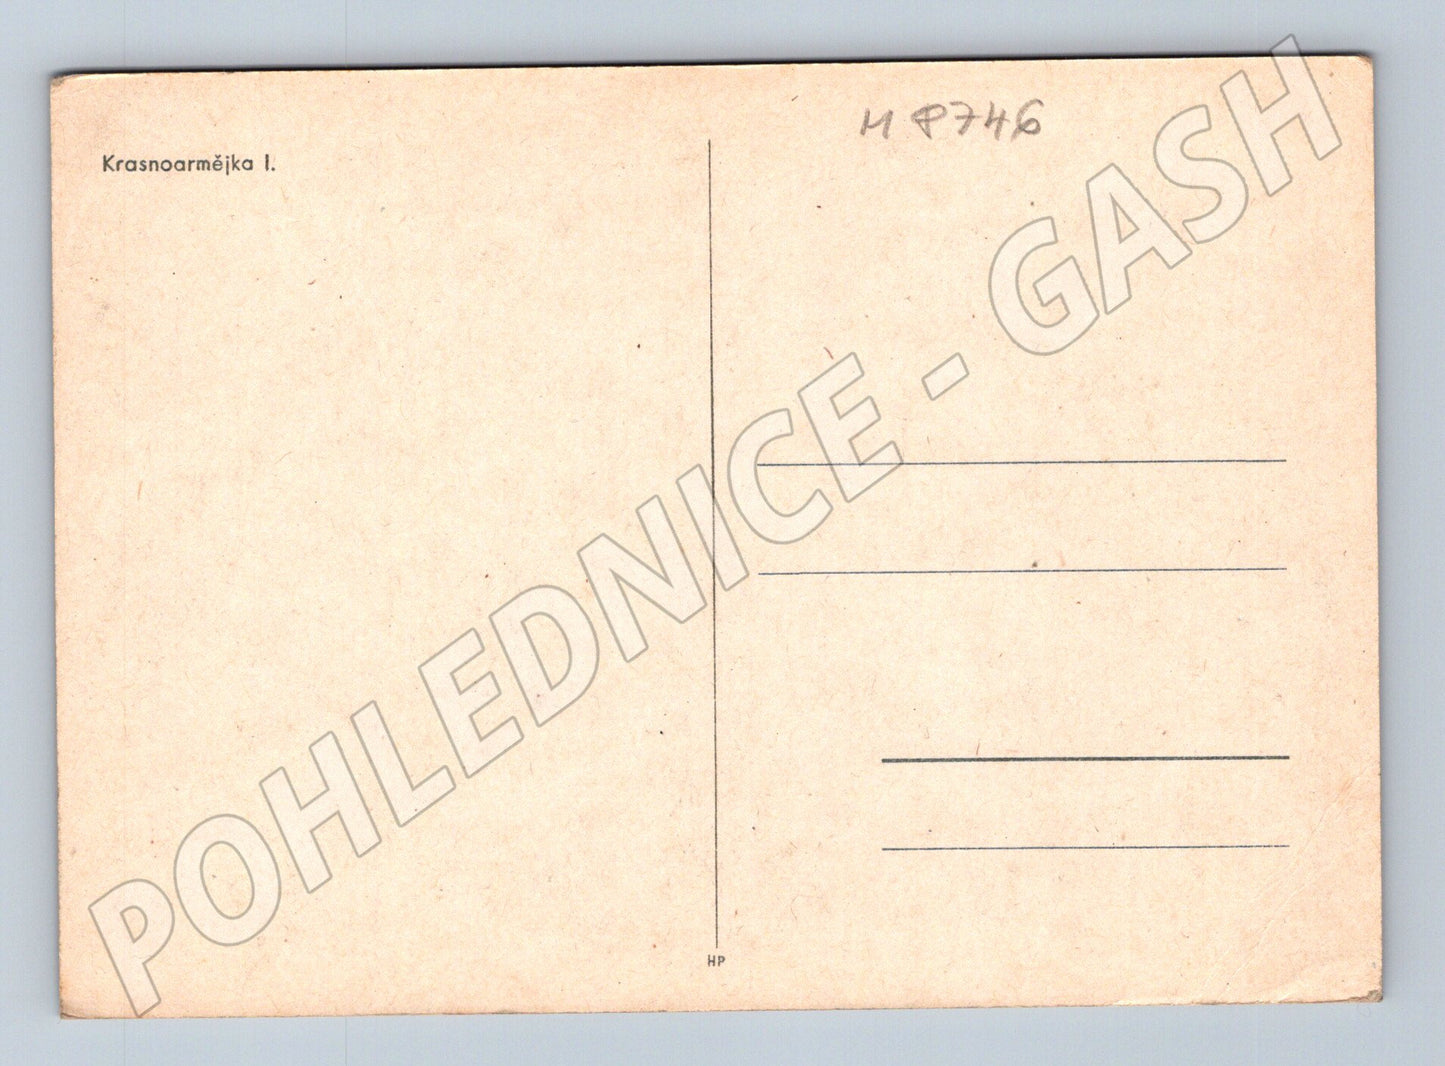 M 8746
Krasnoarmějka I.
POHLEDNICE - GASH
HP